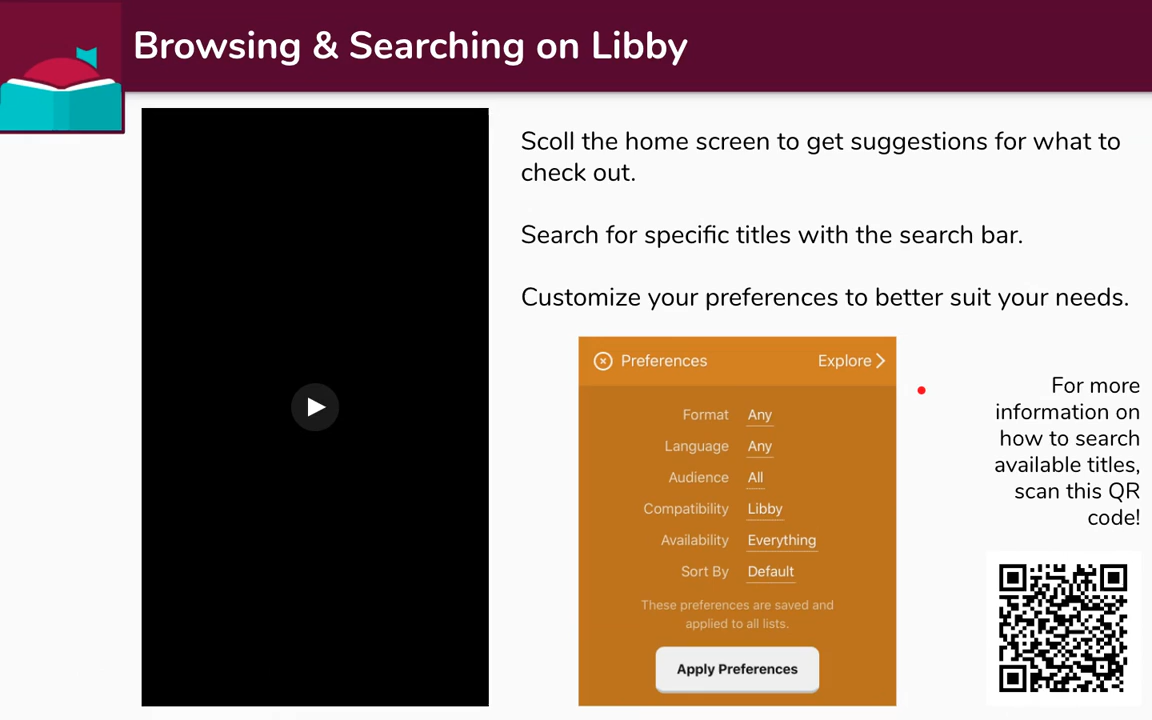 Browsing & Searching on Libby
Scoll the home screen to get suggestions for what to
check out.
Search for specific titles with the search bar.
Customize your preferences to better suit your needs.
Preferences
Explore
Format Any
Language Any
Audience All
Compatibility Libby
Availability Everything
Sort By Default
These preferences are saved and
applied to all lists.
Apply Preferences
For more
information on
how to search
available titles,
scan this QR
code!